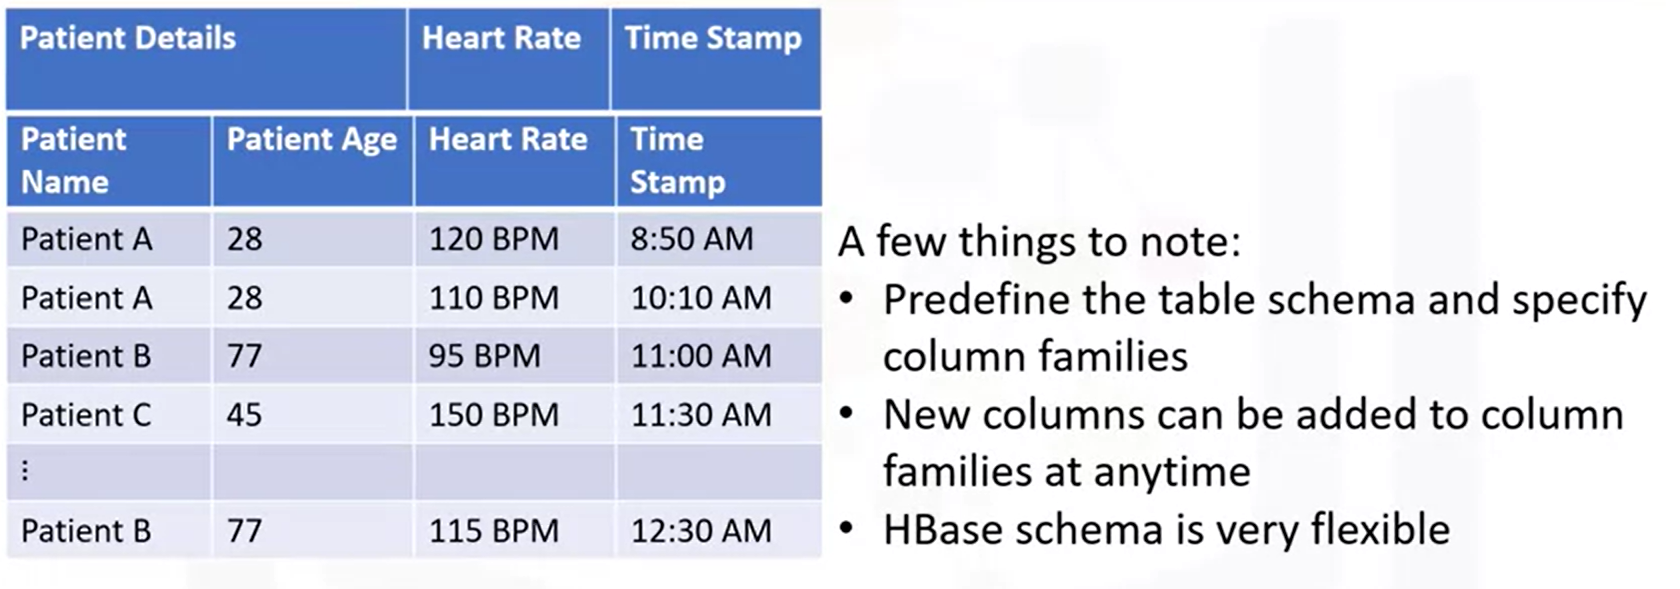 Patient Details Heart Rate Time Stamp
Patient Name Patient Age Heart Rate Time Stamp
Patient A 28 120 BPM 8:50 AM
Patient A 28 110 BPM 10:10 AM
Patient B 77 95 BPM 11:00 AM
Patient C 45 150 BPM 11:30 AM
⋮
Patient B 77 115 BPM 12:30 AM
A few things to note:
• Predefine the table schema and specify
column families
• New columns can be added to column
families at anytime
• HBase schema is very flexible